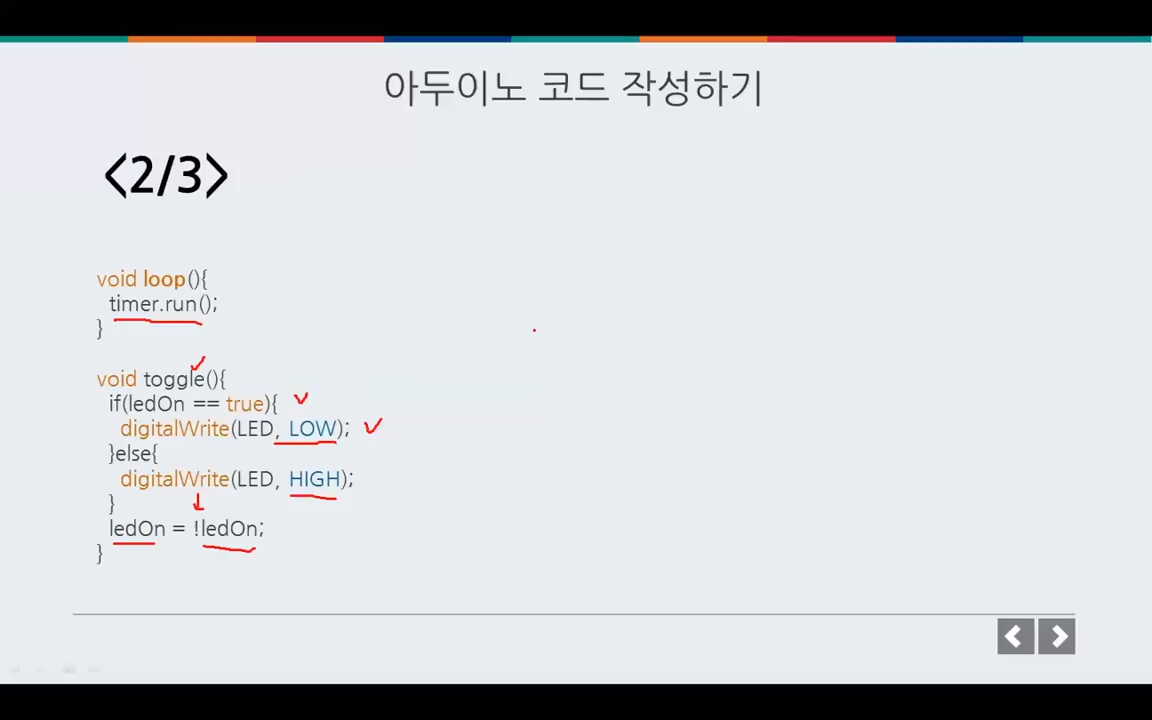 아두이노 코드 작성하기
<2/3>
void loop(){
timer.run();
}
void toggle(){
if(ledOn == true){
digitalWrite(LED, LOW);
}else{
digitalWrite(LED, HIGH);
}
ledOn = !ledOn;
}